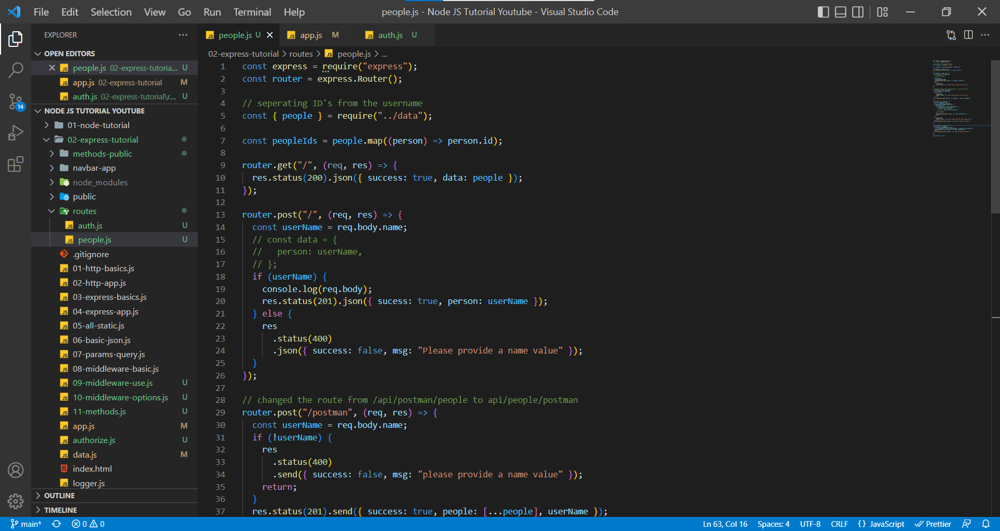 File Edit Selection View Go Run Terminal Help
people.js - Node JS Tutorial Youtube - Visual Studio Code
EXPLORER
OPEN EDITORS
people.js 02-express-tutoria... U
app.js 02-express-tutorial M
auth.js 02-express-tutorial\r... U
NODE JS TUTORIAL YOUTUBE
01-node-tutorial
02-express-tutorial
methods-public
navbar-app
node_modules
public
routes
auth.js U
people.js U
.gitignore
01-http-basics.js
02-http-app.js
03-express-basics.js
04-express-app.js
05-all-static.js
06-basic-json.js
07-params-query.js
08-middleware-basic.js
09-middleware-use.js U
10-middleware-options.js U
11-methods.js U
app.js M
authorize.js U
data.js M
index.html
logger.js
OUTLINE
TIMELINE
14
people.js U app.js M auth.js U
02-express-tutorial > routes > JS people.js > ...
1 const express = require("express");
2 const router = express.Router();
3
4 // seperating ID's from the username
5 const { people } = require("../data");
6
7 const peopleIds = people.map((person) => person.id);
8
9 router.get("/", (req, res) => {
10 res.status(200).json({ success: true, data: people });
11 });
12
13 router.post("/", (req, res) => {
14 const userName = req.body.name;
15 // const data = {
16 //   person: userName,
17 // };
18 if (userName) {
19 console.log(req.body);
20 res.status(201).json({ sucess: true, person: userName });
21 } else {
22 res
23 .status(400)
24 .json({ success: false, msg: "Please provide a name value" });
25 }
26 });
27
28 // changed the route from /api/postman/people to api/people/postman
29 router.post("/postman", (req, res) => {
30 const userName = req.body.name;
31 if (!userName) {
32 res
33 .status(400)
34 .send({ success: false, msg: "please provide a name value" });
35 return;
36 }
37 res.status(201).send({ success: true, people: [...people], userName });
main* 0 0
Ln 63, Col 16 Spaces: 4 UTF-8 CRLF {} JavaScript Prettier